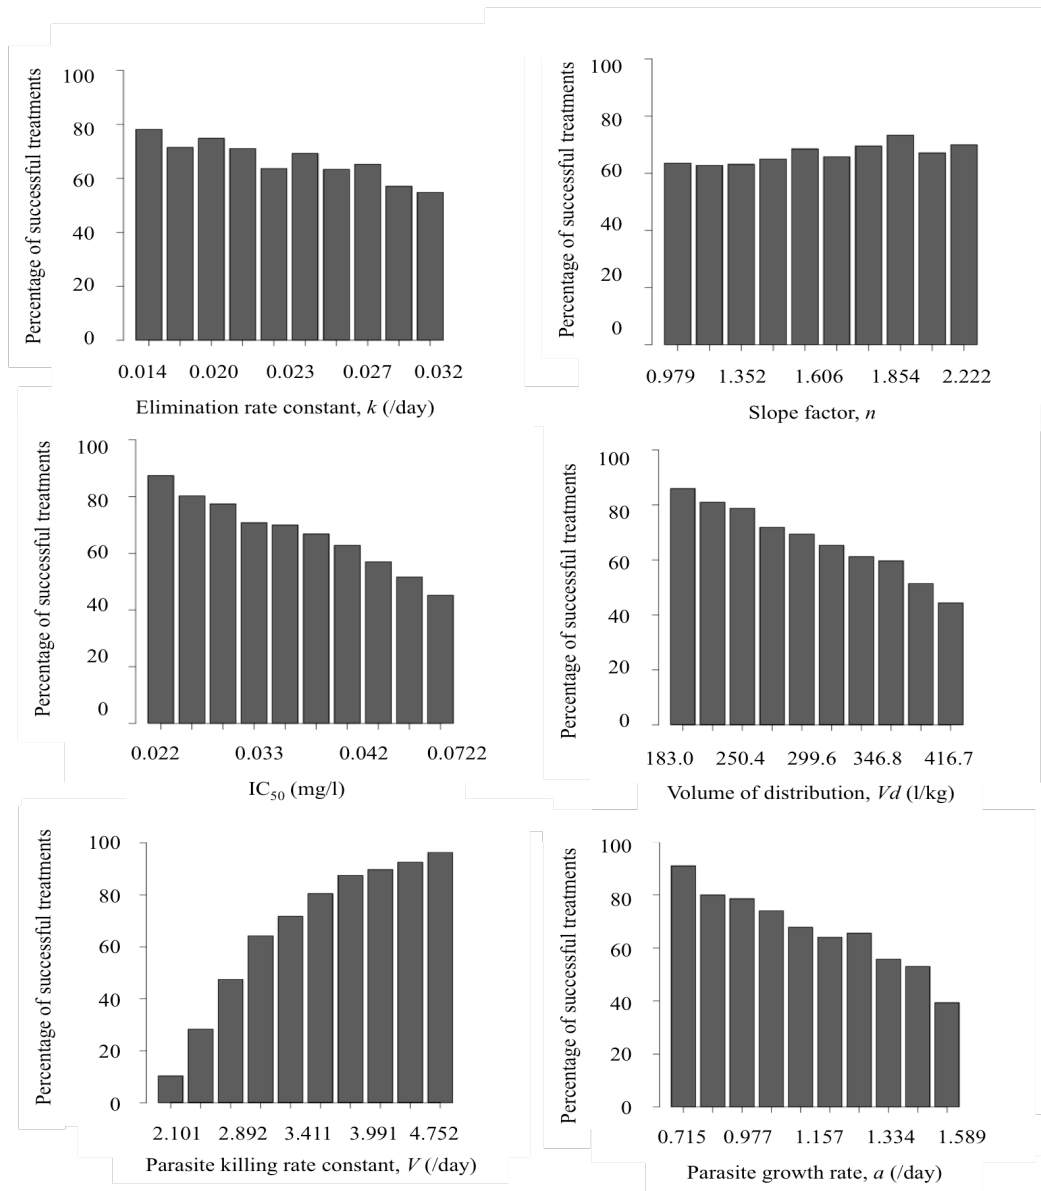 Percentage of successful treatments
100
80
60
40
20
0
0.014 0.020 0.023 0.027 0.032
Elimination rate constant, k (/day)
Percentage of successful treatments
100
80
60
40
20
0
0.979 1.352 1.606 1.854 2.222
Slope factor, n
Percentage of successful treatments
100
80
60
40
20
0
0.022 0.033 0.042 0.0722
IC50 (mg/l)
Percentage of successful treatments
100
80
60
40
20
0
183.0 250.4 299.6 346.8 416.7
Volume of distribution, Vd (l/kg)
Percentage of successful treatments
100
80
60
40
20
0
2.101 2.892 3.411 3.991 4.752
Parasite killing rate constant, V (/day)
Percentage of successful treatments
100
80
60
40
20
0
0.715 0.977 1.157 1.334 1.589
Parasite growth rate, a (/day)